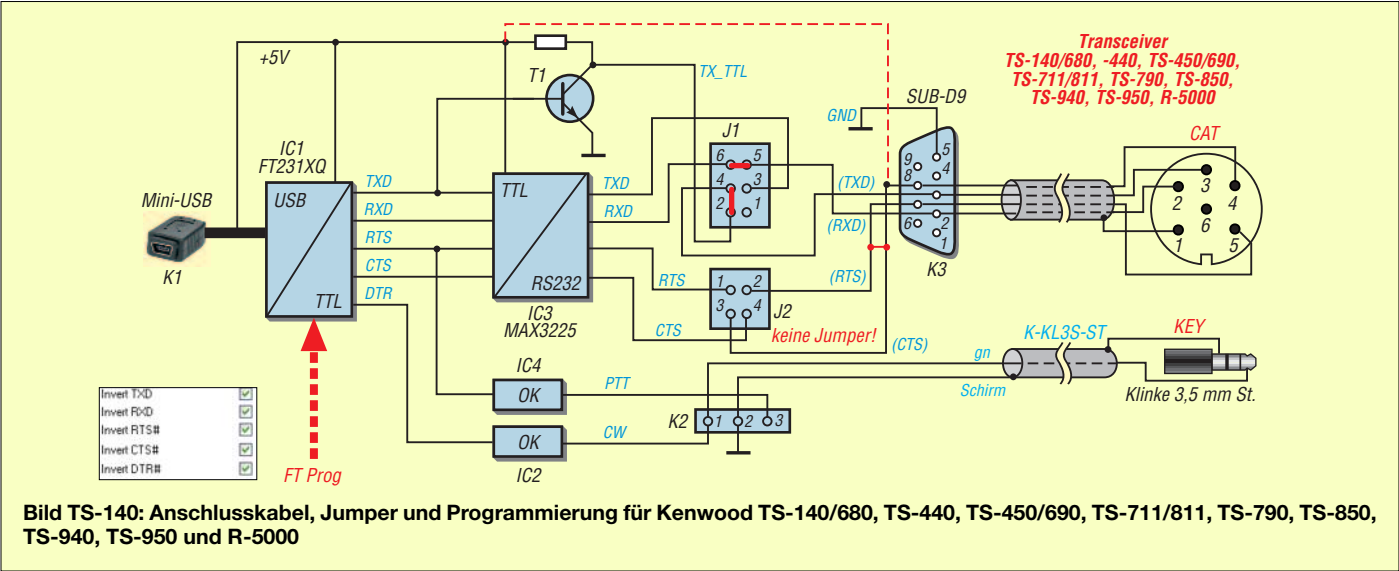 +5V
T1
TX_TTL
SUB-D9
Transceiver
TS-140/680, -440, TS-450/690,
TS-711/811, TS-790, TS-850,
TS-940, TS-950, R-5000
GND
CAT
J1
6 5
4 3
2 1
IC1
FT231XQ
USB
TTL
Mini-USB
K1
TXD
RXD
RTS
CTS
DTR
TTL
RS232
IC3
MAX3225
TXD
RXD
RTS
CTS
1 2
3 4
J2
keine Jumper!
(TXD)
(RXD)
(RTS)
(CTS)
9 5
8 4
6 2
1
K3
3
2 4
6
1 5
IC4
OK
PTT
OK
IC2
CW
K2 1 2 3
gn
Schirm
K-KL3S-ST
KEY
Klinke 3,5 mm St.
Invert TXD
Invert RXD
Invert RTS#
Invert CTS#
Invert DTR#
FT Prog
Bild TS-140: Anschlusskabel, Jumper und Programmierung für Kenwood TS-140/680, TS-440, TS-450/690, TS-711/811, TS-790, TS-850,
TS-940, TS-950 und R-5000